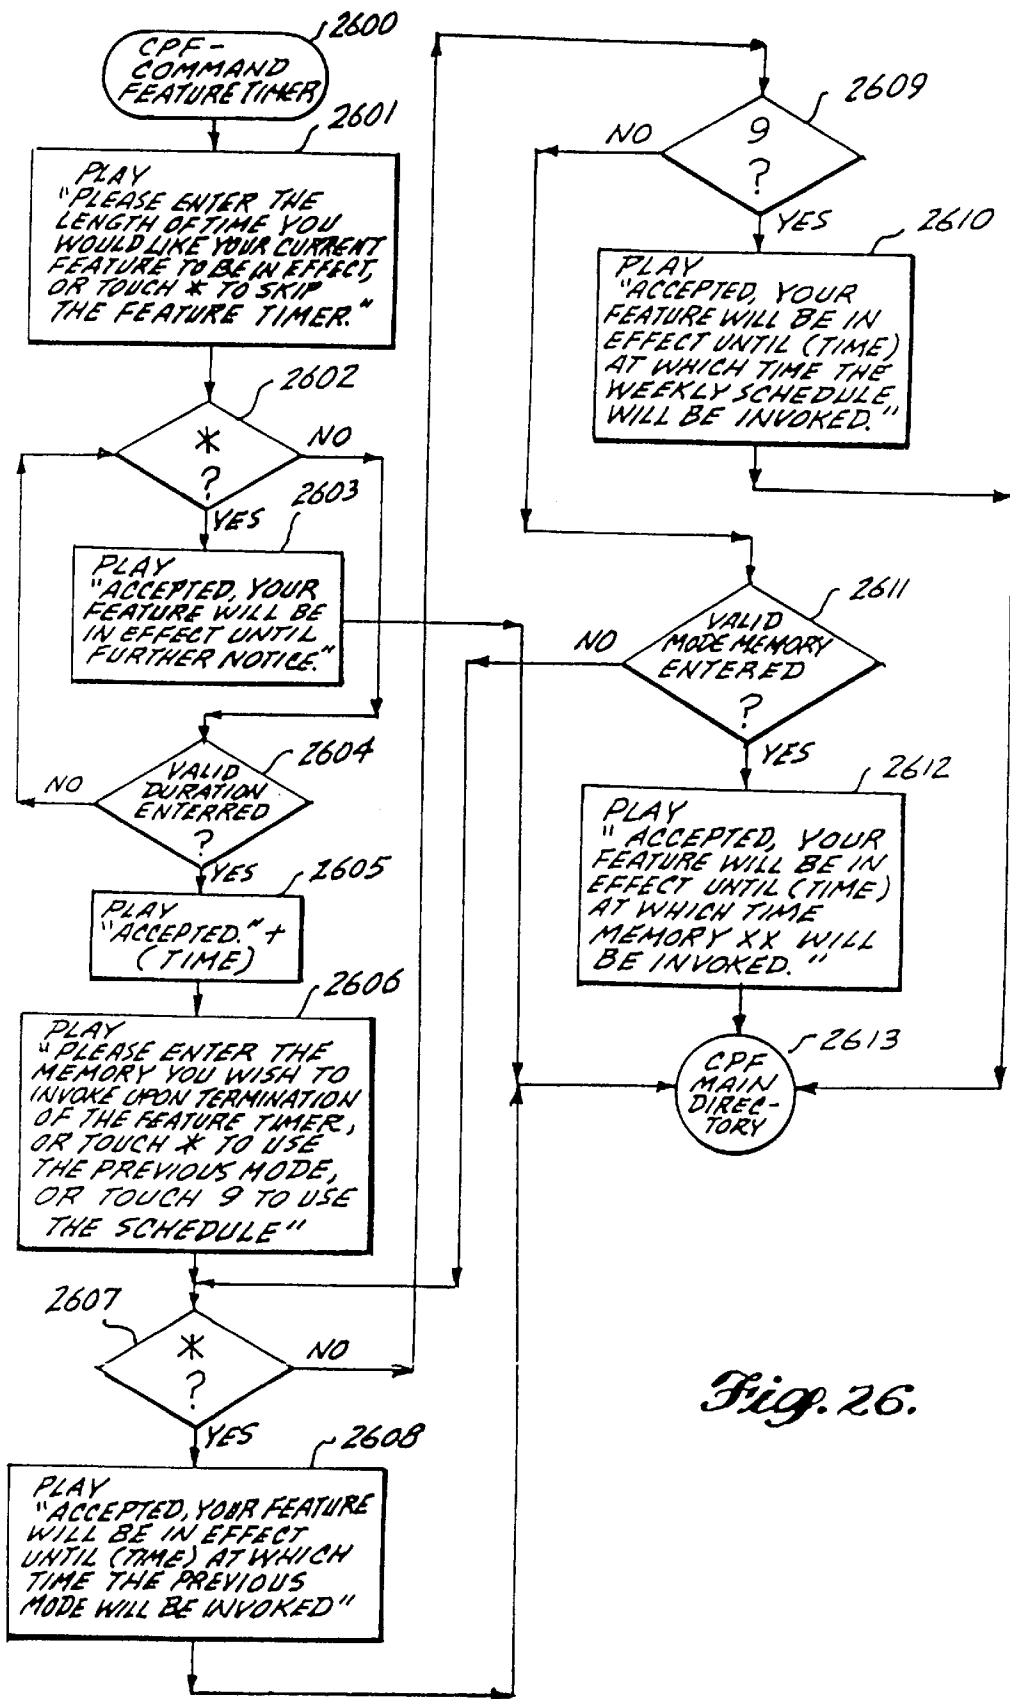 2600
CPF-
COMMAND
FEATURE TIMER
2601
PLAY
"PLEASE ENTER THE
LENGTH OF TIME YOU
WOULD LIKE YOUR CURRENT
FEATURE TO BE IN EFFECT,
OR TOUCH * TO SKIP
THE FEATURE TIMER."
2602
*
?
NO
YES
2603
PLAY
"ACCEPTED, YOUR
FEATURE WILL BE
IN EFFECT UNTIL
FURTHER NOTICE."
2604
VALID
DURATION
ENTERRED
?
NO
YES
2605
PLAY
"ACCEPTED." +
(TIME)
2606
PLAY
"PLEASE ENTER THE
MEMORY YOU WISH TO
INVOKE UPON TERMINATION
OF THE FEATURE TIMER,
OR TOUCH * TO USE
THE PREVIOUS MODE,
OR TOUCH 9 TO USE
THE SCHEDULE"
2607
*
?
NO
YES
2608
PLAY
"ACCEPTED, YOUR FEATURE
WILL BE IN EFFECT
UNTIL (TIME) AT WHICH
TIME THE PREVIOUS
MODE WILL BE INVOKED"
2609
9
?
NO
YES
2610
PLAY
"ACCEPTED, YOUR
FEATURE WILL BE IN
EFFECT UNTIL (TIME)
AT WHICH TIME THE
WEEKLY SCHEDULE
WILL BE INVOKED."
2611
VALID
MODE MEMORY
ENTERED
?
NO
YES
2612
PLAY
"ACCEPTED, YOUR
FEATURE WILL BE IN
EFFECT UNTIL (TIME)
AT WHICH TIME
MEMORY XX WILL
BE INVOKED."
2613
CPF
MAIN
DIREC-
TORY
Fig. 26.